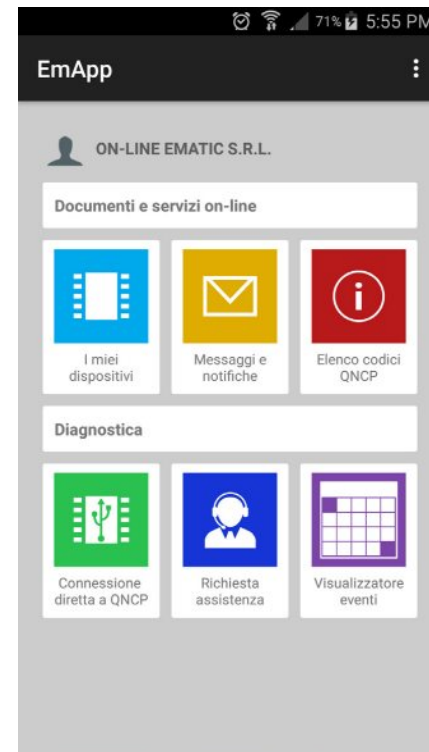 71% 5:55 PM
EmApp
ON-LINE EMATIC S.R.L.
Documenti e servizi on-line
I miei
dispositivi
Messaggi e
notifiche
Elenco codici
QNCP
Diagnostica
Connessione
diretta a QNCP
Richiesta
assistenza
Visualizzatore
eventi